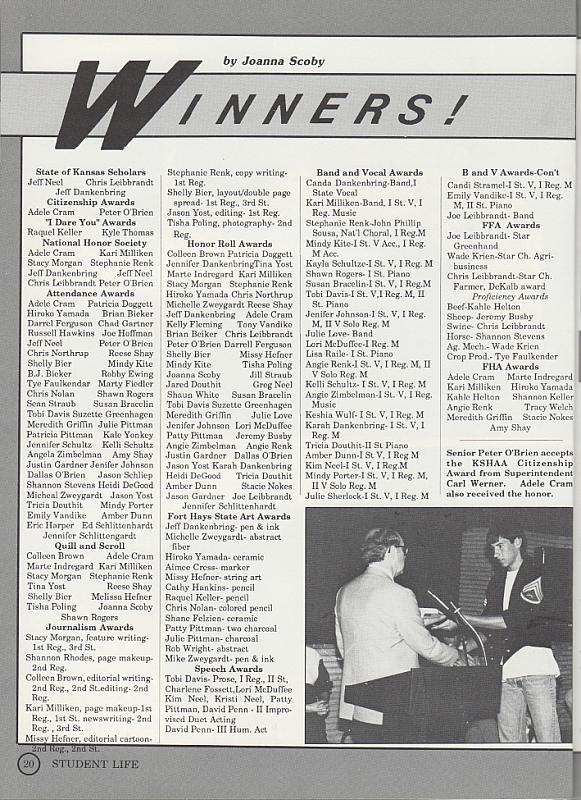 by Joanna Scoby
WINNERS!
State of Kansas Scholars
Jeff Neel Chris Leibbrandt
Jeff Dankenbring
Citizenship Awards
Adele Cram Peter O'Brien
"I Dare You" Awards
Raquel Keller Kyle Thomas
National Honor Society
Adele Cram Kari Milliken
Stacy Morgan Stephanie Renk
Jeff Dankenbring Jeff Neel
Chris Leibbrandt Peter O'Brien
Attendance Awards
Adele Cram Patricia Doggett
Hiroko Yamada Brian Bieker
Darrel Ferguson Chad Gartner
Russell Hawkins Joe Hoffman
Jeff Neel Peter O'Brien
Chris Northrup Reese Shay
Shelly Bier Mindy Kite
B.J. Bieker Robby Ewing
Tye Faulkendar Marty Fiedler
Chris Nolan Shawn Rogers
Sean Straub Susan Bracelin
Tobi Davis Suzette Greenhagen
Meredith Griffin Julie Pittman
Patricia Pittman Kale Yonkey
Jennifer Schultz Kelli Schultz
Angela Zimbelman Amy Shay
Justin Gardner Jenifer Johnson
Dallas O'Brien Jason Schliep
Shannon Stevens Heidi DeGood
Micheal Zweygardt Jason Yost
Tricia Douthit Mindy Porter
Emily Vandike Amber Dunn
Eric Harper Ed Schlittenhardt
Jennifer Schlittengardt
Quill and Scroll
Colleen Brown Adele Cram
Marte Indregard Kari Milliken
Stacy Morgan Stephanie Renk
Tina Yost Reese Shay
Shelly Bier Melissa Hefner
Tisha Poling Joanna Scoby
Shawn Rogers
Journalism Awards
Stacy Morgan, feature writing-
1st Reg., 3rd St.
Shannon Rhodes, page makeup-
2nd Reg.
Colleen Brown, editorial writing-
2nd Reg., 2nd St.editing- 2nd
Reg.
Kari Milliken, page makeup-1st
Reg., 1st St. newswriting- 2nd
Reg. , 3rd St.
Missy Hefner, editorial cartoon-
2nd Reg., 2nd St.
Stephanie Renk, copy writing-
1st Reg.
Shelly Bier, layout/double page
spread- 1st Reg., 3rd St.
Jason Yost, editing- 1st Reg.
Tisha Poling, photography- 2nd
Reg.
Honor Roll Awards
Colleen Brown Patricia Doggett
Jennifer DankenbringTina Yost
Marte Indregard Kari Milliken
Stacy Morgan Stephanie Renk
Hiroko Yamada Chris Northrup
Michelle Zweygardt Reese Shay
Jeff Dankenbring Adele Cram
Kelly Fleming Tony Vandike
Brian Beiker Chris Leibbrandt
Peter O'Brien Darrell Ferguson
Shelly Bier Missy Hefner
Mindy Kite Tisha Poling
Joanna Scoby Jill Straub
Jared Douthit Greg Neel
Shaun White Susan Bracelin
Tobi Davis Suzette Greenhagen
Meredith Griffin Julie Love
Jenifer Johnson Lori McDuffee
Patty Pittman Jeremy Busby
Angie Zimbelman Angie Renk
Justin Gardner Dallas O'Brien
Jason Yost Karah Dankenbring
Heidi DeGood Tricia Douthit
Amber Dunn Stacie Nokes
Jason Gardner Joe Leibbrandt
Jennifer Schlittenhardt
Fort Hays State Art Awards
Jeff Dankenbring- pen & ink
Michelle Zweygardt- abstract
fiber
Hiroko Yamada- ceramic
Aimee Cress- marker
Missy Hefner- string art
Cathy Hankins- pencil
Raquel Keller- pencil
Chris Nolan- colored pencil
Shane Felzien- ceramic
Patty Pittman- two charcoal
Julie Pittman- charcoal
Rob Wright- abstract
Mike Zweygardt- pen & ink
Speech Awards
Tobi Davis- Prose, I Reg., II St,
Charlene Fossett,Lori McDuffee
Kim Neel, Kristi Neel, Patty
Pittman, David Penn - II Impro-
vised Duet Acting
David Penn- III Hum. Act
Band and Vocal Awards
Canda Dankenbring-Band,I
State Vocal
Kari Milliken-Band, I St. V, I
Reg. Music
Stephanie Renk-John Phillip
Sousa, Nat'l Choral, I Reg.M
Mindy Kite-I St. V Acc., I Reg.
M Acc.
Kayla Schultze-I St. V, I Reg. M
Shawn Rogers- I St. Piano
Susan Bracelin-I St. V, I Reg.M
Tobi Davis-I St. V,I Reg. M, II
St. Piano
Jenifer Johnson-I St. V, I Reg.
M, II V Solo Reg. M
Julie Love- Band
Lori McDuffee-I Reg. M
Lisa Raile- I St. Piano
Angie Renk-I St. V, I Reg. M, II
V Solo Reg. M
Kelli Schultz- I St. V, I Reg. M
Angie Zimbelman-I St. V, I Reg.
Music
Keshia Wulf- I St. V, I Reg. M
Karah Dankenbring- I St. V, I
Reg. M
Tricia Douthit-II St Piano
Amber Dunn-I St V, I Reg. M
Kim Neel-I St. V, I Reg.M
Mindy Porter-I St. V, I Reg. M,
II V Solo Reg. M
Julie Sherlock-I St. V, I Reg. M
B and V Awards-Con't
Candi Stramel-I St. V, I Reg. M
Emily Vandike-I St. V, I Reg.
M, II St. Piano
Joe Leibbrandt- Band
FFA Awards
Joe Leibbrandt- Star
Greenhand
Wade Krien-Star Ch. Agri-
business
Chris Leibbrandt-Star Ch.
Farmer, DeKalb award
Proficiency Awards
Beef-Kahle Helton
Sheep- Jeremy Busby
Swine- Chris Leibbrandt
Horse- Shannon Stevens
Ag. Mech.- Wade Krien
Crop Prod.- Tye Faulkender
FHA Awards
Adele Cram Marte Indregard
Kari Milliken Hiroko Yamada
Kahle Helton Shannon Keller
Angie Renk Tracy Welch
Meredith Griffin Stacie Nokes
Amy Shay
Senior Peter O'Brien accepts
the KSHAA Citizenship
Award from Superintendent
Carl Werner. Adele Cram
also received the honor.
20 STUDENT LIFE